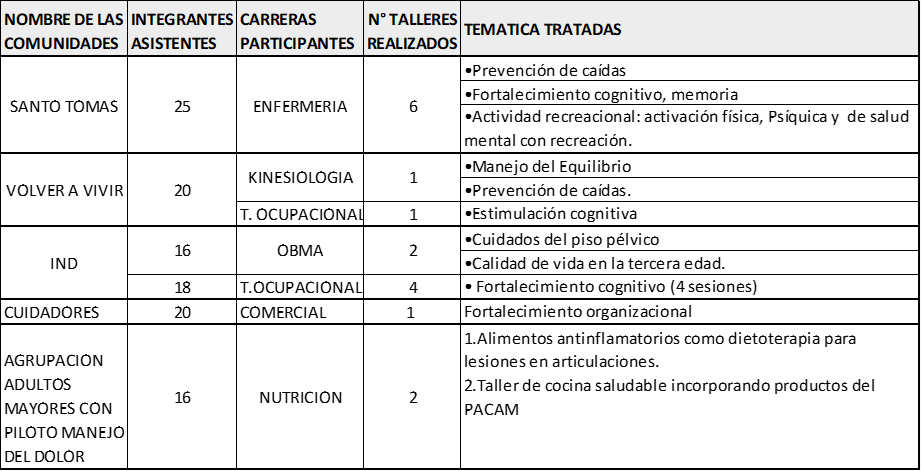 NOMBRE DE LAS COMUNIDADES INTEGRANTES ASISTENTES CARRERAS PARTICIPANTES N° TALLERES REALIZADOS TEMATICA TRATADAS
SANTO TOMAS 25 ENFERMERIA 6
•Prevención de caídas
•Fortalecimiento cognitivo, memoria
•Actividad recreacional: activación física, Psíquica y de salud
mental con recreación.
VOLVER A VIVIR 20
KINESIOLOGIA 1
•Manejo del Equilibrio
•Prevención de caídas.
T. OCUPACIONAL 1 •Estimulación cognitiva
IND
16 OBMA 2
•Cuidados del piso pélvico
•Calidad de vida en la tercera edad.
18 T.OCUPACIONAL 4 • Fortalecimiento cognitivo (4 sesiones)
CUIDADORES 20 COMERCIAL 1 Fortalecimiento organizacional
AGRUPACION
ADULTOS
MAYORES CON
PILOTO MANEJO
DEL DOLOR
16 NUTRICION 2
1.Alimentos antinflamatorios como dietoterapia para
lesiones en articulaciones.
2.Taller de cocina saludable incorporando productos del
PACAM